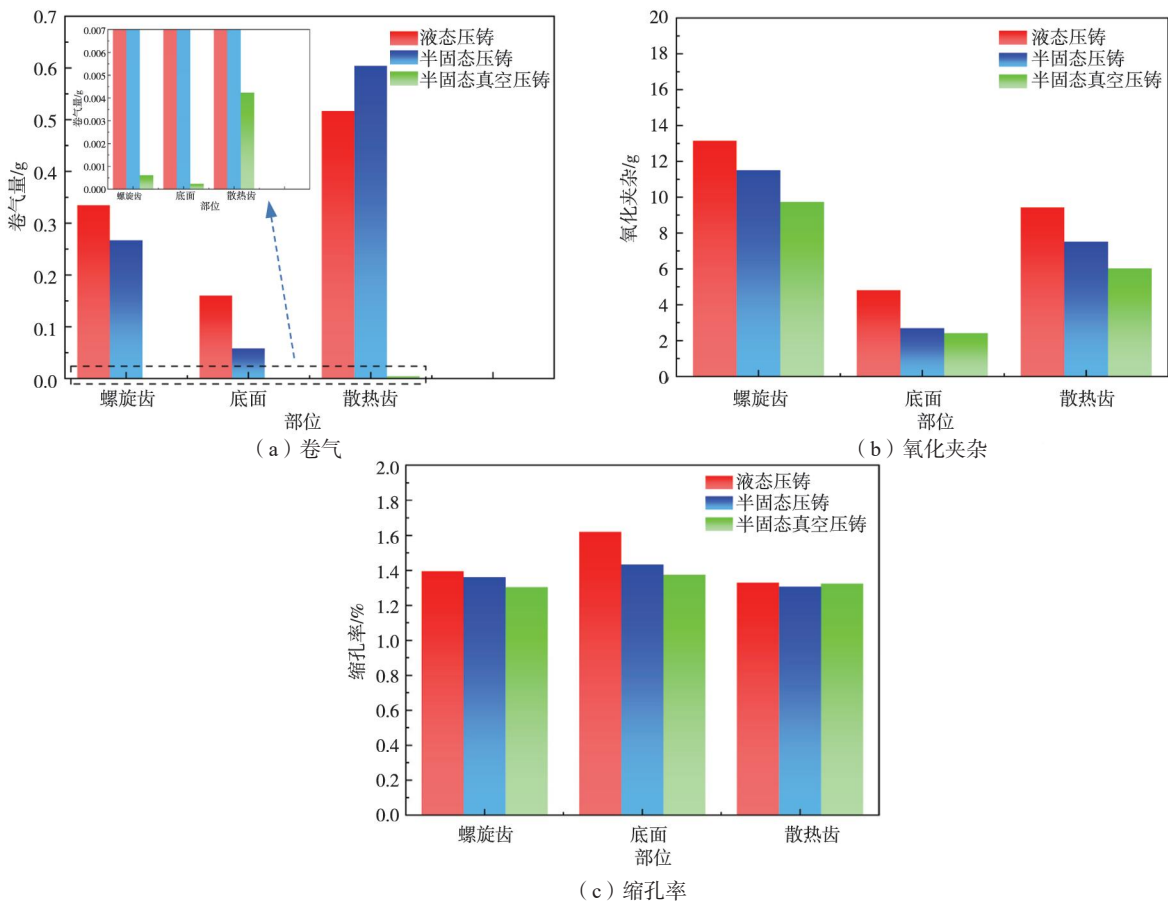 0.7
0.6
0.5
0.4
0.3
0.2
0.1
0.0
卷气量/g
0.007
0.006
0.005
0.004
0.003
0.002
0.001
0.000
卷气量/g
螺旋齿 底面 散热齿
部位
液态压铸
半固态压铸
半固态真空压铸
螺旋齿 底面 散热齿
部位
（a）卷气
20
18
16
14
12
10
8
6
4
2
0
氧化夹杂/g
液态压铸
半固态压铸
半固态真空压铸
螺旋齿 底面 散热齿
部位
（b）氧化夹杂
2.0
1.8
1.6
1.4
1.2
1.0
0.8
0.6
0.4
0.2
0.0
缩孔率/%
液态压铸
半固态压铸
半固态真空压铸
螺旋齿 底面 散热齿
部位
（c）缩孔率